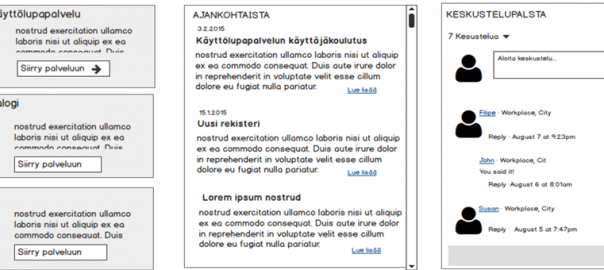 äyttölupapalvelu
nostrud exercitation ullamco
laboris nisi ut aliquip ex ea
commodo consequat. Duis
Siirry palveluun
alogi
nostrud exercitation ullamco
laboris nisi ut aliquip ex ea
commodo consequat. Duis
Siirry palveluun
nostrud exercitation ullamco
laboris nisi ut aliquip ex ea
commodo consequat. Duis
Siirry palveluun
AJANKOHTAISTA
3.2.2015
Käyttölupapalvelun käyttäjäkoulutus
nostrud exercitation ullamco laboris nisi ut aliquip
ex ea commodo consequat. Duis aute irure dolor
in reprehenderit in voluptate velit esse cillum
dolore eu fugiat nulla pariatur.
Lue lisää
15.1.2015
Uusi rekisteri
nostrud exercitation ullamco laboris nisi ut aliquip
ex ea commodo consequat. Duis aute irure dolor
in reprehenderit in voluptate velit esse cillum
dolore eu fugiat nulla pariatur.
Lue lisää
Lorem ipsum nostrud
nostrud exercitation ullamco laboris nisi ut aliquip
ex ea commodo consequat. Duis aute irure dolor
in reprehenderit in voluptate velit esse cillum
dolore eu fugiat nulla pariatur.
Lue lisää
KESKUSTELUPALSTA
7 Kesustelua
Aloita keskustelu...
Filipe · Workplace, City
Reply · August 7 at 9:23pm
John · Workplace, Cit
You said it!
Reply · August 6 at 8:01am
Susan · Workplace, City
Reply · August 5 at 7:47pm